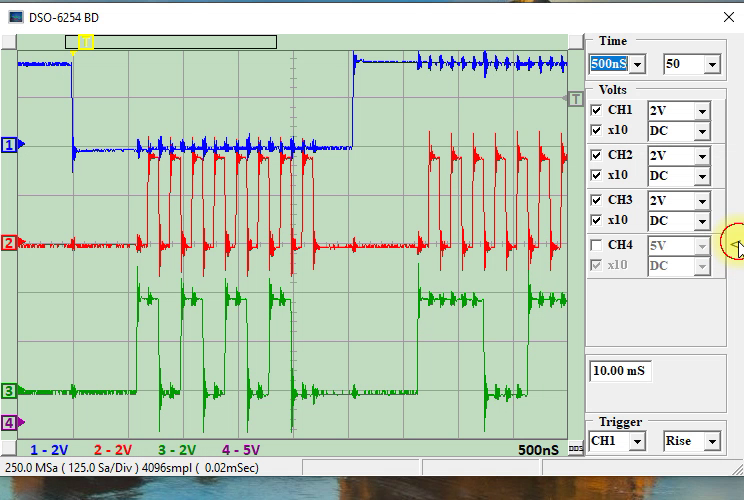 DSO-6254 BD
Time
500nS 50
Volts
CH1 2V
x10 DC
CH2 2V
x10 DC
CH3 2V
x10 DC
CH4 5V
x10 DC
10.00 mS
Trigger
CH1 Rise
T
T
1
2
3
4
1 - 2V 2 - 2V 3 - 2V 4 - 5V 500nS DDS
250.0 MSa ( 125.0 Sa/Div ) 4096smpl ( 0.02mSec)